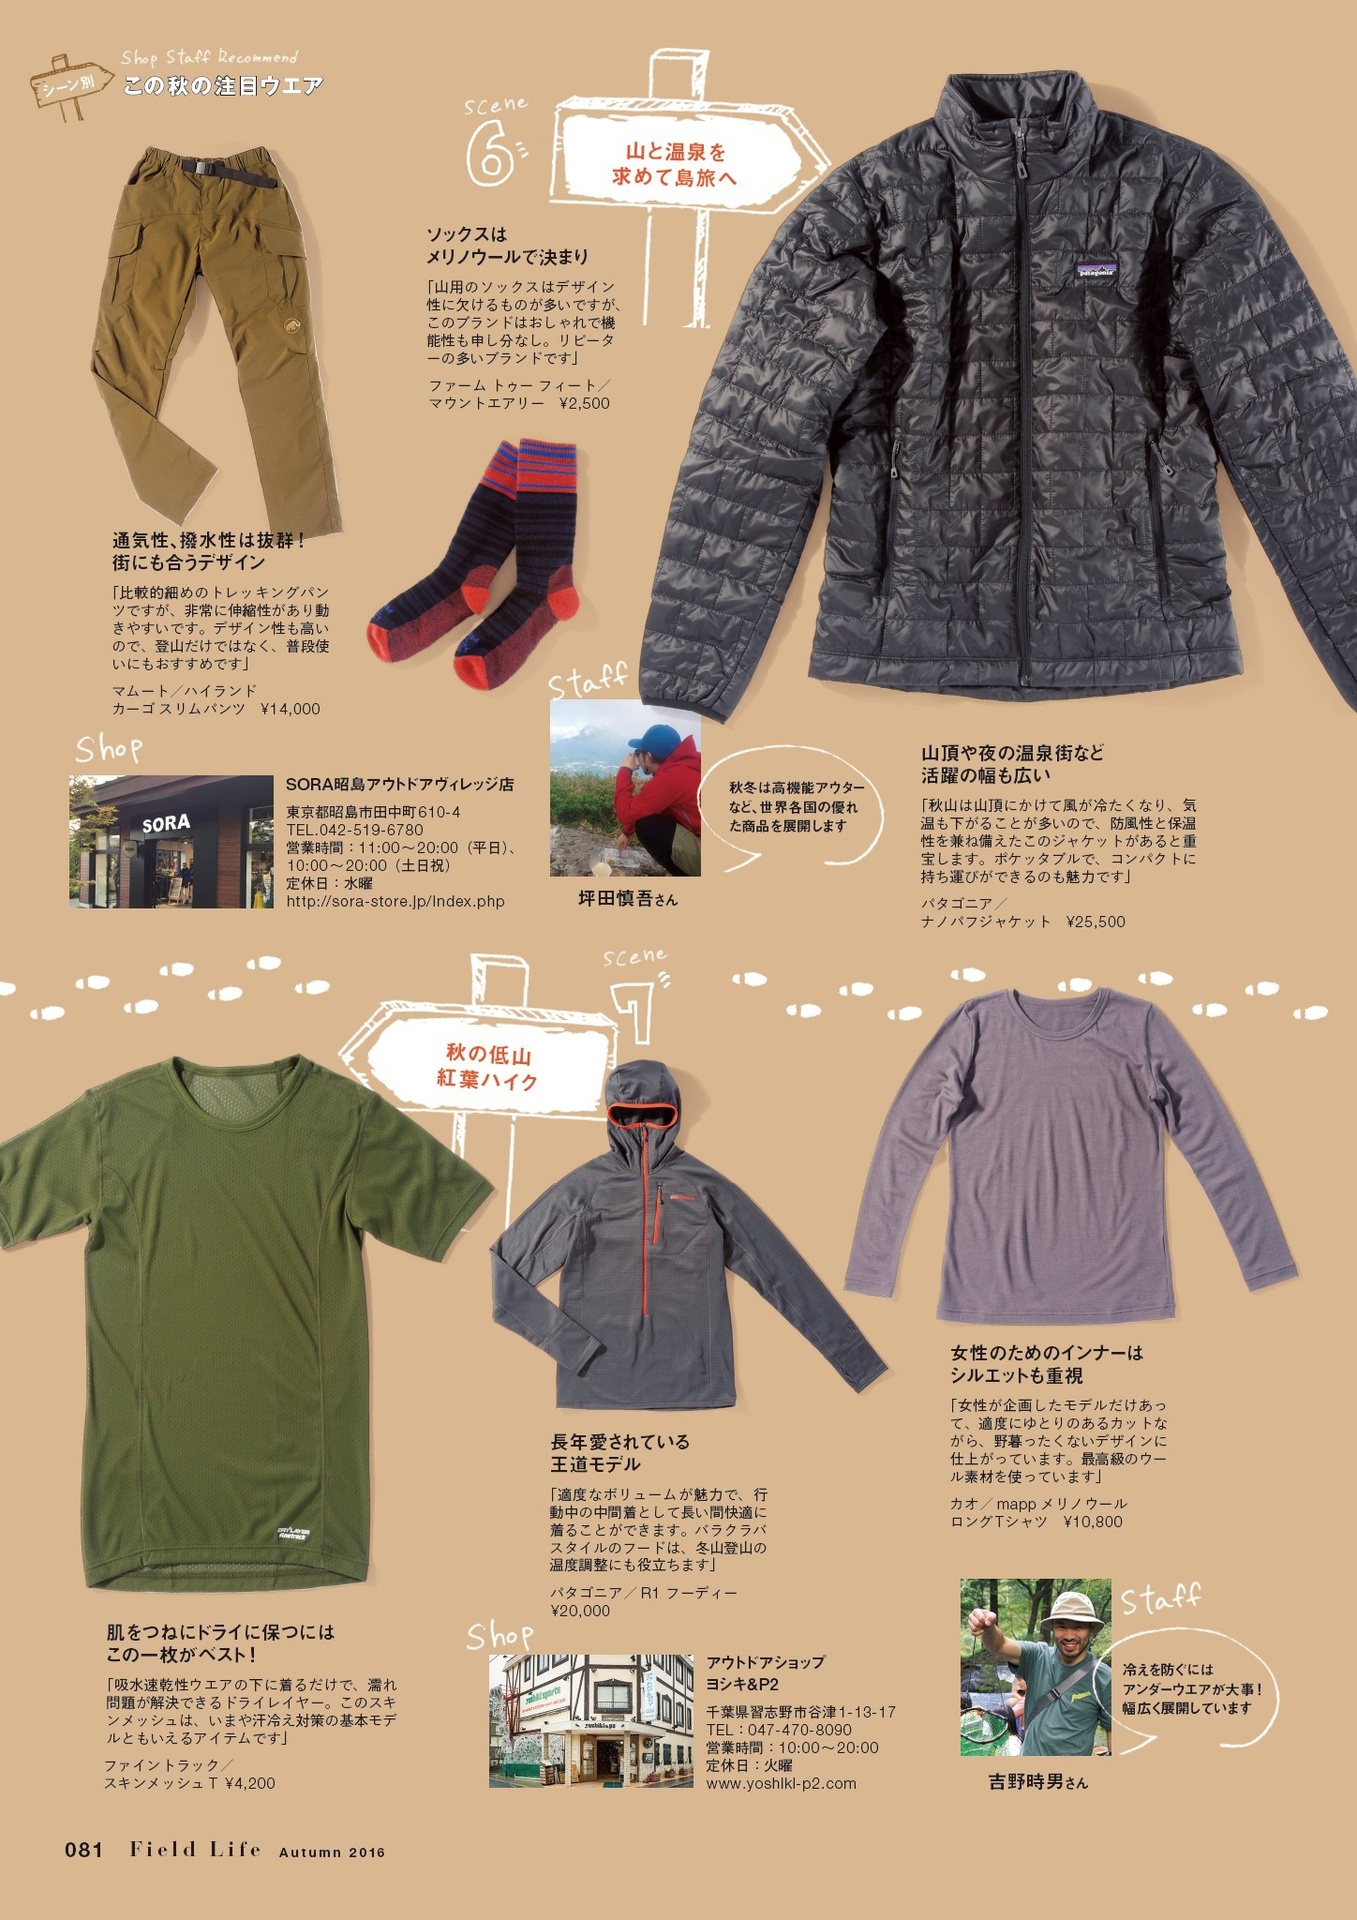 シーン別
Shop Staff Recommend
この秋の注目ウエア
scene
6
山と温泉を
求めて島旅へ
ソックスは
メリノウールで決まり
「山用のソックスはデザイン
性に欠けるものが多いですが、
このブランドはおしゃれで機
能性も申し分なし。リピータ
ーの多いブランドです」
ファーム トゥー フィート／
マウントエアリー　¥2,500
patagonia
通気性、撥水性は抜群！
街にも合うデザイン
「比較的細めのトレッキングパン
ツですが、非常に伸縮性があり動
きやすいです。デザイン性も高い
ので、登山だけではなく、普段使
いにもおすすめです」
マムート／ハイランド
カーゴ スリムパンツ　¥14,000
Shop
SORA
SORA昭島アウトドアヴィレッジ店
東京都昭島市田中町610-4
TEL.042-519-6780
営業時間：11:00〜20:00（平日）、
10:00〜20:00（土日祝）
定休日：水曜
http://sora-store.jp/Index.php
Staff
坪田慎吾さん
秋冬は高機能アウター
など、世界各国の優れ
た商品を展開します
山頂や夜の温泉街など
活躍の幅も広い
「秋山は山頂にかけて風が冷たくなり、気
温も下がることが多いので、防風性と保温
性を兼ね備えたこのジャケットがあると重
宝します。ポケッタブルで、コンパクトに
持ち運びができるのも魅力です」
パタゴニア／
ナノパフジャケット　¥25,500
scene
7
秋の低山
紅葉ハイク
DRY LAYER
finetrack
肌をつねにドライに保つには
この一枚がベスト！
「吸水速乾性ウエアの下に着るだけで、濡れ
問題が解決できるドライレイヤー。このスキ
ンメッシュは、いまや汗冷え対策の基本モデ
ルともいえるアイテムです」
ファイントラック／
スキンメッシュT ¥4,200
長年愛されている
王道モデル
「適度なボリュームが魅力で、行
動中の中間着として長い間快適に
着ることができます。バラクラバ
スタイルのフードは、冬山登山の
温度調整にも役立ちます」
パタゴニア／R1 フーディー
¥20,000
女性のためのインナーは
シルエットも重視
「女性が企画したモデルだけあっ
て、適度にゆとりのあるカットな
がら、野暮ったくないデザインに
仕上がっています。最高級のウー
ル素材を使っています」
カオ／mapp メリノウール
ロングTシャツ　¥10,800
Shop
yoshiki sports
yoshiki&p2
アウトドアショップ
ヨシキ&P2
千葉県習志野市谷津1-13-17
TEL：047-470-8090
営業時間：10:00〜20:00
定休日：火曜
www.yoshIkI-p2.com
Staff
吉野時男さん
冷えを防ぐには
アンダーウエアが大事！
幅広く展開しています
081 Field Life Autumn 2016